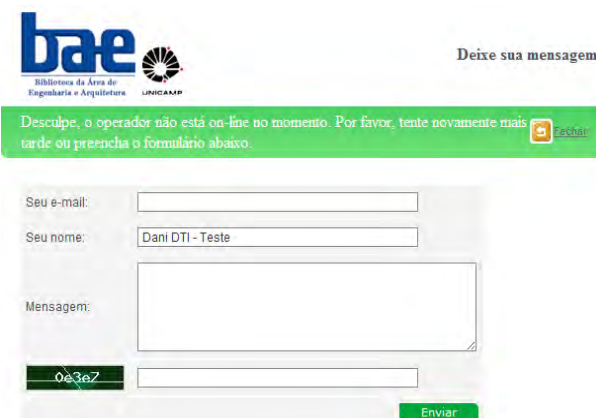 bae
Biblioteca da Área de
Engenharia e Arquitetura
UNICAMP
Deixe sua mensagem
Desculpe, o operador não está on-line no momento. Por favor, tente novamente mais
tarde ou preencha o formulário abaixo.
Fechar
Seu e-mail:
Seu nome:
Dani DTI - Teste
Mensagem:
0e3e7
Enviar